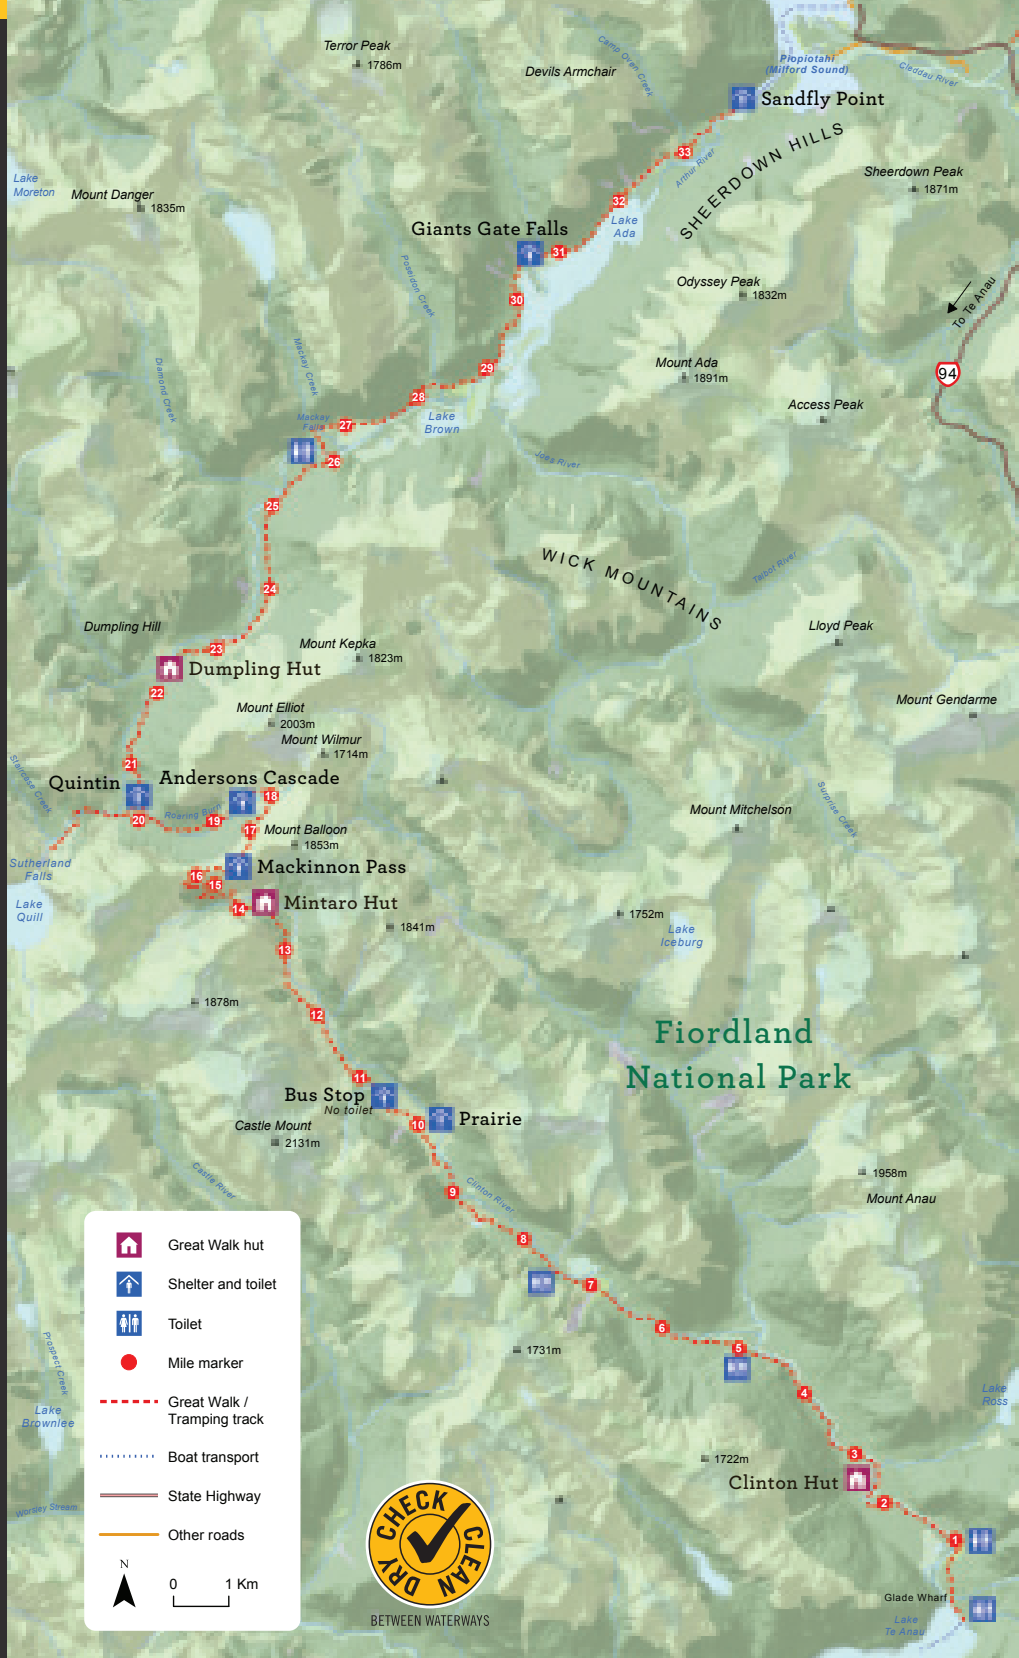 Terror Peak
1786m
Devils Armchair
Camp Oven Creek
Piopiotahi
(Milford Sound)
Cleddau River
Sandfly Point
SHEERDOWN HILLS
33
Arthur River
Sheerdown Peak
1871m
Lake
Moreton
Mount Danger
1835m
32
Lake
Ada
Giants Gate Falls
31
Poseidon Creek
Odyssey Peak
1832m
To Te Anau
30
Mackay Creek
Diamond Creek
29
Mount Ada
1891m
94
28
Access Peak
Mackay
Falls
27
Lake
Brown
26
Joes River
25
WICK MOUNTAINS
Talbot River
24
Dumpling Hill
23
Mount Kepka
1823m
Lloyd Peak
Dumpling Hut
22
Mount Elliot
2003m
Mount Gendarme
Mount Wilmur
1714m
21
Staircase Creek
Quintin
Andersons Cascade
18
20
Roaring Burn
19
17
Mount Balloon
1853m
Mount Mitchelson
Surprise Creek
Sutherland
Falls
Mackinnon Pass
16
15
Lake
Quill
14
Mintaro Hut
1841m
1752m
Lake
Iceburg
13
1878m
12
Fiordland
National Park
11
Bus Stop
No toilet
10
Prairie
Castle Mount
2131m
Castle River
9
Clinton River
1958m
Mount Anau
8
7
6
5
1731m
4
Lake
Ross
3
1722m
Clinton Hut
2
1
Glade Wharf
Lake
Te Anau
Prospect Creek
Lake
Brownlee
Worsley Stream
Great Walk hut
Shelter and toilet
Toilet
Mile marker
Great Walk /
Tramping track
Boat transport
State Highway
Other roads
N
0 1 Km
CHECK
CLEAN
DRY
BETWEEN WATERWAYS